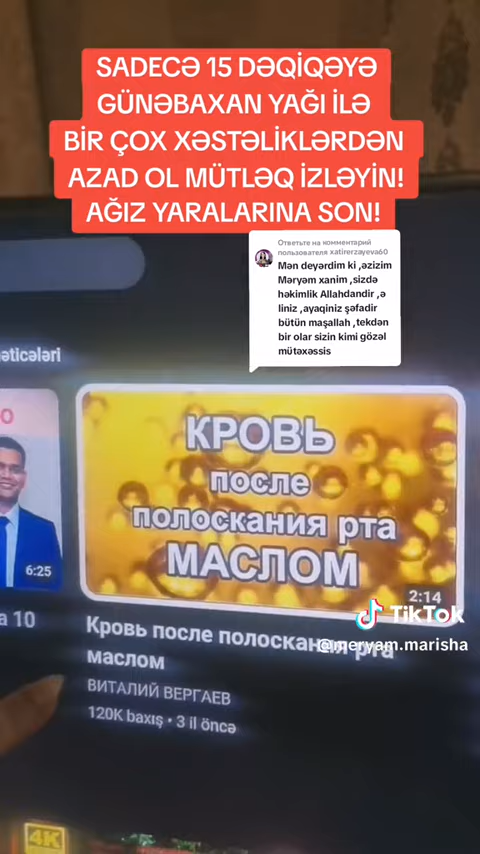 SADECƏ 15 DƏQİQƏYƏ
GÜNƏBAXAN YAĞI İLƏ
BİR ÇOX XƏSTƏLİKLƏRDƏN
AZAD OL MÜTLƏQ İZLƏYİN!
AĞIZ YARALARINA SON!
Ответьте на комментарий
пользователя xatirerzayeva60
Mən deyərdim ki ,əzizim
Məryəm xanim ,sizdə
həkimlik Allahdandir ,ə
liniz ,ayaqiniz şəfadir
bütün maşallah ,tekdən
bir olar sizin kimi gözəl
mütəxəssis
əticələri
6:25
a 10
КРОВЬ
после
полоскания рта
МАСЛОМ
2:14
Кровь после полоскания рта
маслом
ВИТАЛИЙ ВЕРГАЕВ
120K baxış • 3 il öncə
TikTok
@meryam.marisha
4K